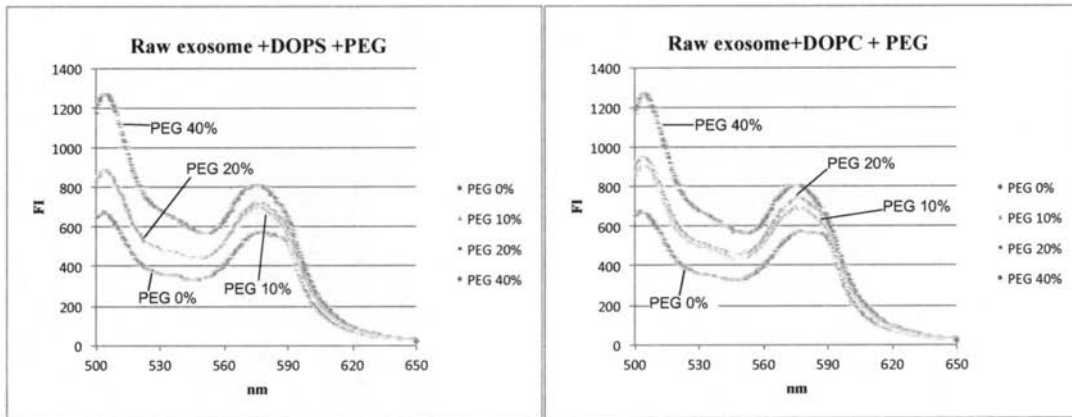 Raw exosome +DOPS +PEG
1400
1200
1000
800
600
400
200
0
FI
500
530
560
590
620
650
nm
PEG 40%
PEG 20%
PEG 0%
PEG 10%
PEG 0%
PEG 10%
PEG 20%
PEG 40%
Raw exosome+DOPC + PEG
1400
1200
1000
800
600
400
200
0
FI
500
530
560
590
620
650
nm
PEG 40%
PEG 20%
PEG 10%
PEG 0%
PEG 0%
PEG 10%
PEG 20%
PEG 40%